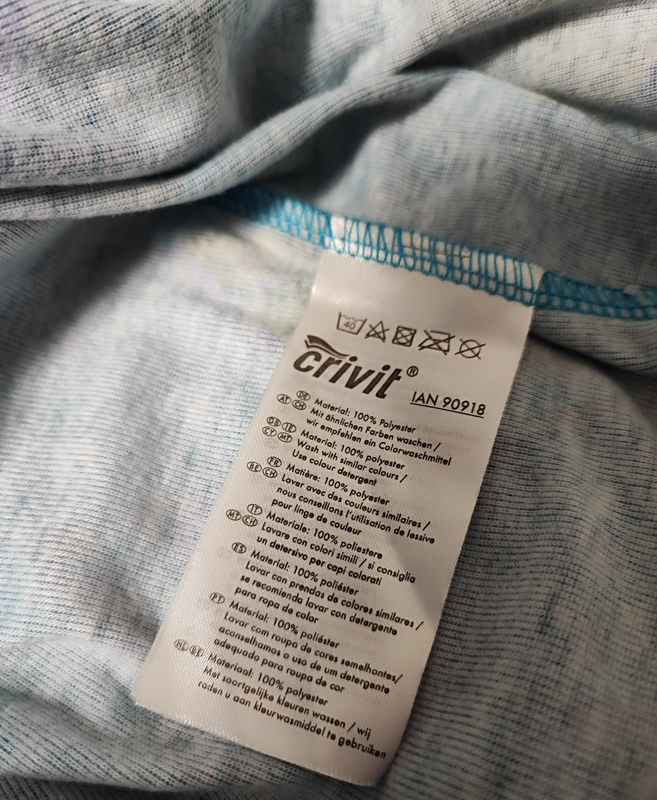 40
crivit®
IAN 90918
DE AT CH Material: 100% Polyester
Mit ähnlichen Farben waschen /
wir empfehlen ein Colorwaschmittel
GB IE CY MT Material: 100% polyester
Wash with similar colours /
Use colour detergent
FR BE CH Matière: 100% polyester
Laver avec des couleurs similaires /
nous conseillons l'utilisation de lessive
pour linge de couleur
IT MT CH Materiale: 100% poliestere
Lavare con colori simili / si consiglia
un detersivo per capi colorati
ES Material: 100% poliéster
Lavar con prendas de colores similares /
se recomienda lavar con detergente
para ropa de color
PT Material: 100% poliéster
Lavar com roupa de cores semelhantes/
aconselhamos o uso de um detergente
adequado para roupa de cor
NL BE Materiaal: 100% polyester
Met soortgelijke kleuren wassen / wij
raden u aan kleurwasmiddel te gebruiken